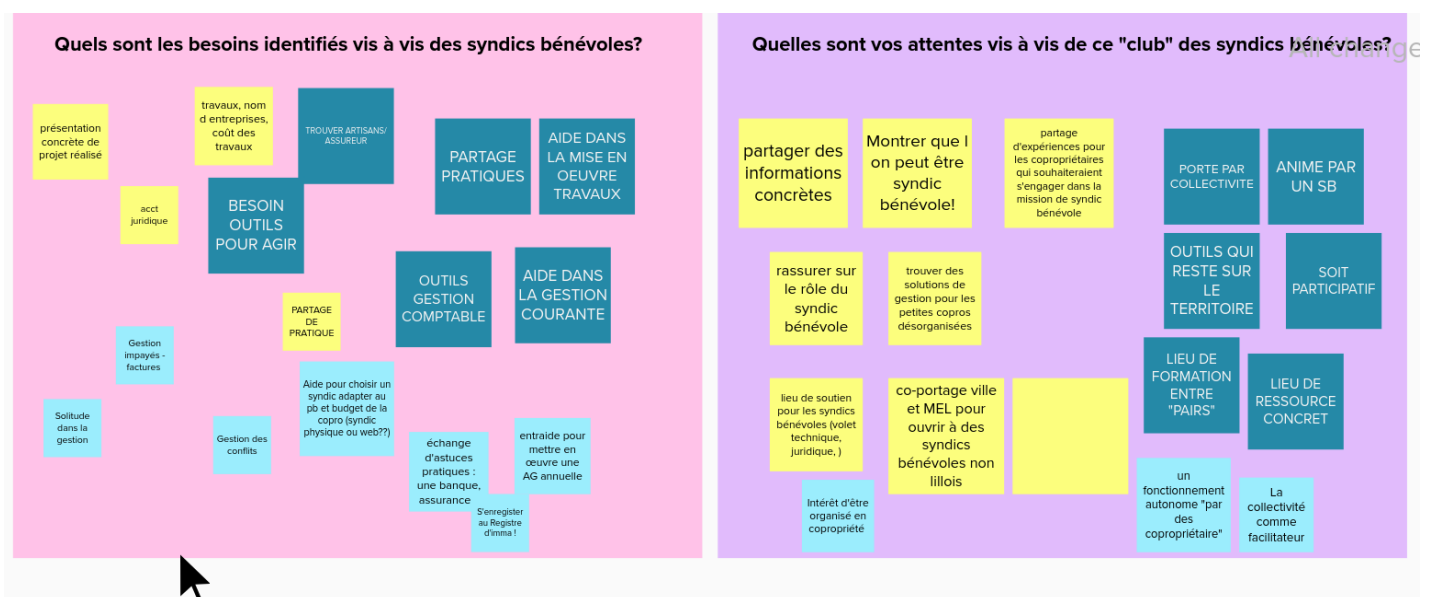 Quels sont les besoins identifiés vis à vis des syndics bénévoles?
présentation
concrète de
projet réalisé
travaux, nom
d entreprises,
coût des
travaux
TROUVER ARTISANS/
ASSUREUR
PARTAGE
PRATIQUES
AIDE DANS
LA MISE EN
OEUVRE
TRAVAUX
acct
juridique
BESOIN
OUTILS
POUR AGIR
OUTILS
GESTION
COMPTABLE
AIDE DANS
LA GESTION
COURANTE
PARTAGE
DE
PRATIQUE
Gestion
impayés -
factures
Aide pour choisir un
syndic adapter au
pb et budget de la
copro (syndic
physique ou web??)
Solitude
dans la
gestion
Gestion des
conflits
échange
d'astuces
pratiques :
une banque,
assurance
entraide pour
mettre en
œuvre une
AG annuelle
S'enregister
au Registre
d'imma !
Quelles sont vos attentes vis à vis de ce "club" des syndics bénévoles?
All change
partager des
informations
concrètes
Montrer que l
on peut être
syndic
bénévole!
partage
d'expériences pour
les copropriétaires
qui souhaiteraient
s'engager dans la
mission de syndic
bénévole
PORTE PAR
COLLECTIVITE
ANIME PAR
UN SB
rassurer sur
le rôle du
syndic
bénévole
trouver des
solutions de
gestion pour les
petites copros
désorganisées
OUTILS QUI
RESTE SUR
LE
TERRITOIRE
SOIT
PARTICIPATIF
lieu de soutien
pour les syndics
bénévoles (volet
technique,
juridique, )
co-portage ville
et MEL pour
ouvrir à des
syndics
bénévoles non
lillois
LIEU DE
FORMATION
ENTRE
"PAIRS"
LIEU DE
RESSOURCE
CONCRET
Intérêt d'être
organisé en
copropriété
un
fonctionnement
autonome "par
des
copropriétaire"
La
collectivité
comme
facilitateur